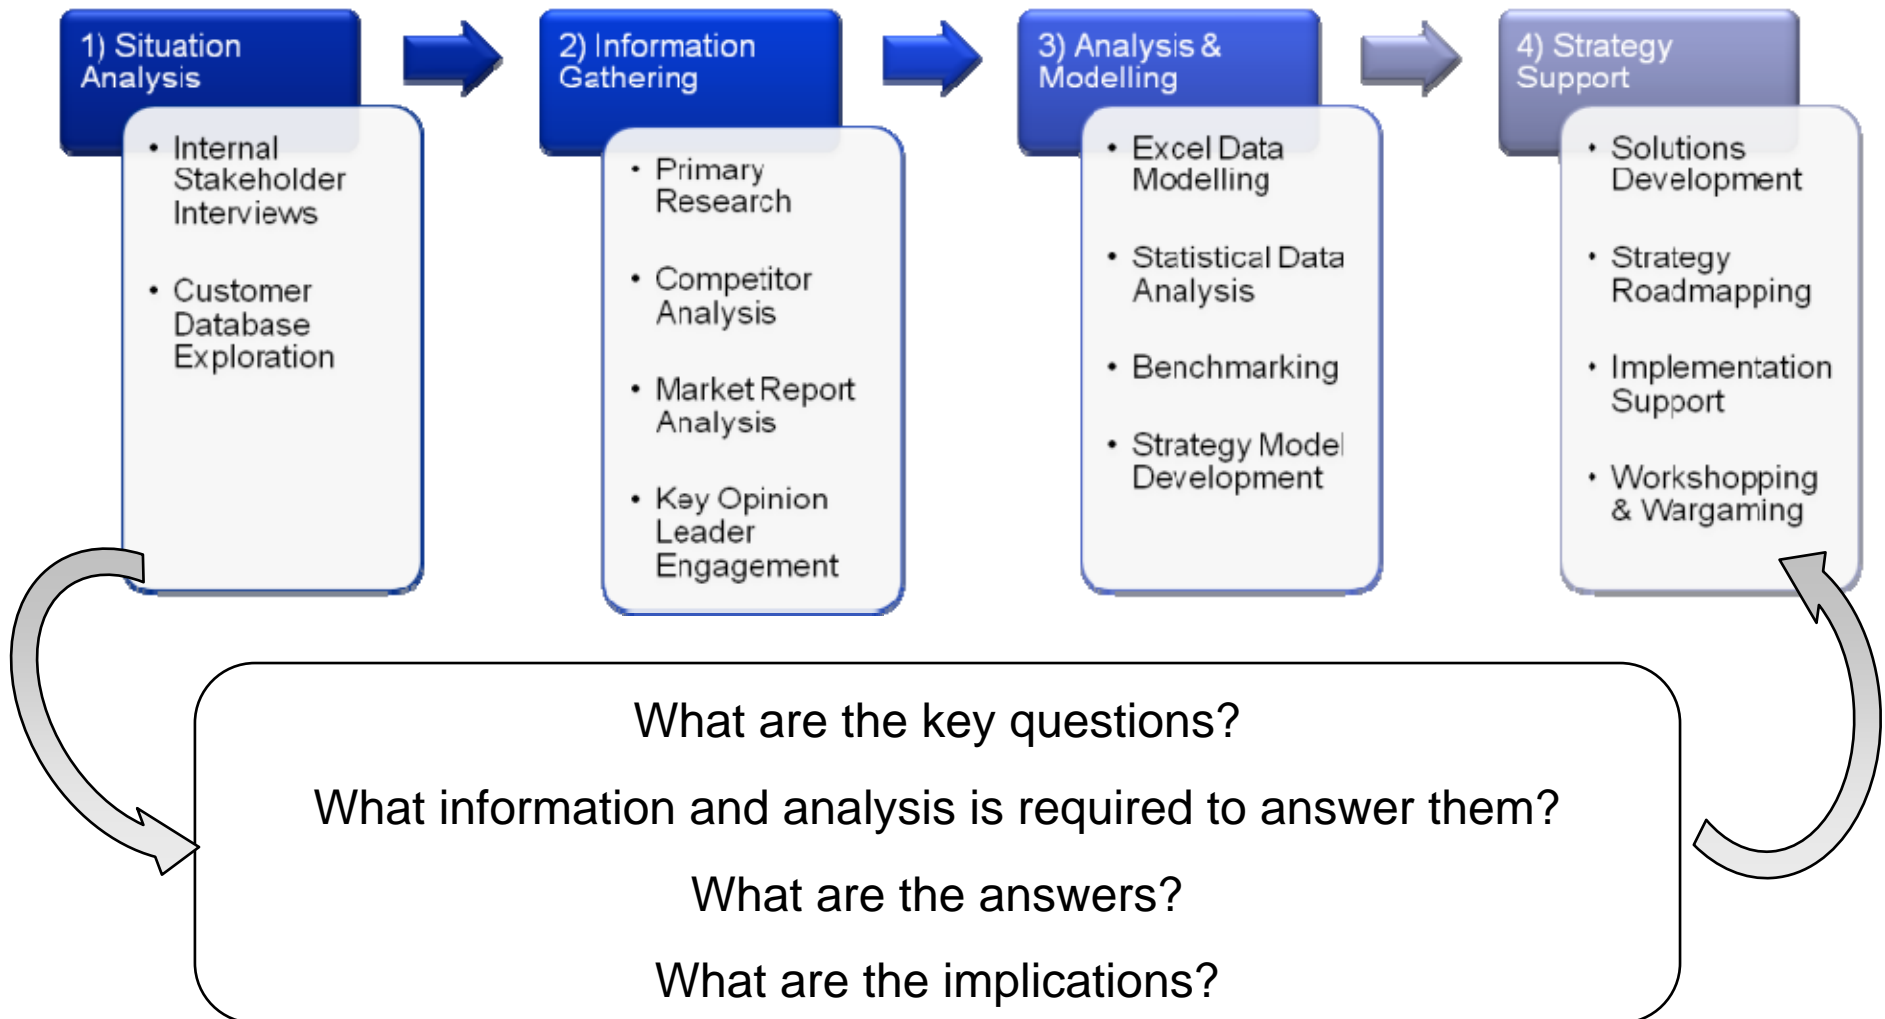 1) Situation
Analysis
• Internal
Stakeholder
Interviews
• Customer
Database
Exploration
2) Information
Gathering
• Primary
Research
• Competitor
Analysis
• Market Report
Analysis
• Key Opinion
Leader
Engagement
3) Analysis &
Modelling
• Excel Data
Modelling
• Statistical Data
Analysis
• Benchmarking
• Strategy Model
Development
4) Strategy
Support
• Solutions
Development
• Strategy
Roadmapping
• Implementation
Support
• Workshopping
& Wargaming
What are the key questions?
What information and analysis is required to answer them?
What are the answers?
What are the implications?